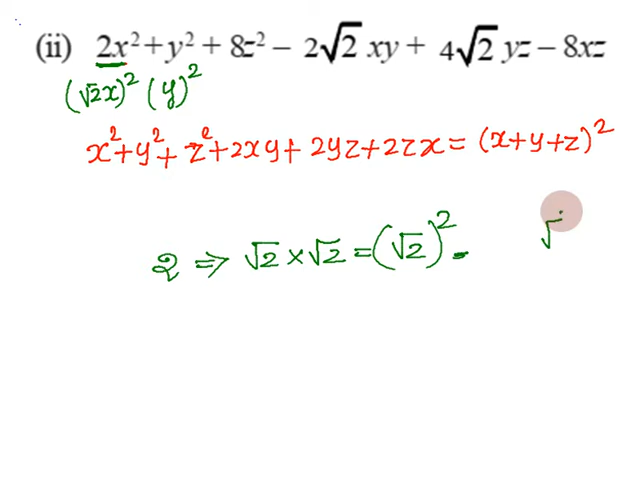 (ii) 2x² + y² + 8z² − 2√2 xy + 4√2 yz − 8xz
(√2x)² (y)²
x² + y² + z² + 2xy + 2yz + 2zx = (x+y+z)²
2 ⇒ √2 × √2 = (√2)².
√